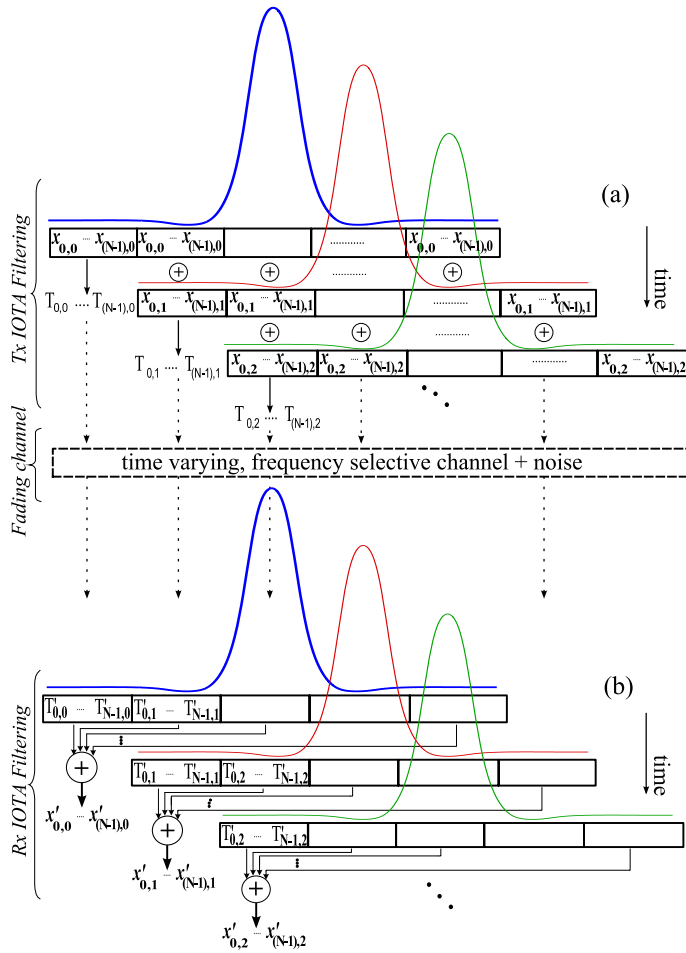 (a)
Tx IOTA Filtering
x0,0 ... x(N-1),0 x0,0 ... x(N-1),0 ............ x0,0 ... x(N-1),0
+ + ............ +
time
T0,0 .... T(N-1),0
x0,1 ... x(N-1),1 x0,1 ... x(N-1),1 ............ x0,1 ... x(N-1),1
+ + ............ +
T0,1 .... T(N-1),1
x0,2 ... x(N-1),2 x0,2 ... x(N-1),2 ............ x0,2 ... x(N-1),2
T0,2 .... T(N-1),2
Fading channel
time varying, frequency selective channel + noise
(b)
Rx IOTA Filtering
T'0,0 ... T'N-1,0 T'0,1 ... T'N-1,1
time
+
T'0,1 ... T'N-1,1 T'0,2 ... T'N-1,2
x'0,0 ... x'(N-1),0
+
T'0,2 ... T'N-1,2
x'0,1 ... x'(N-1),1
+
x'0,2 ... x'(N-1),2